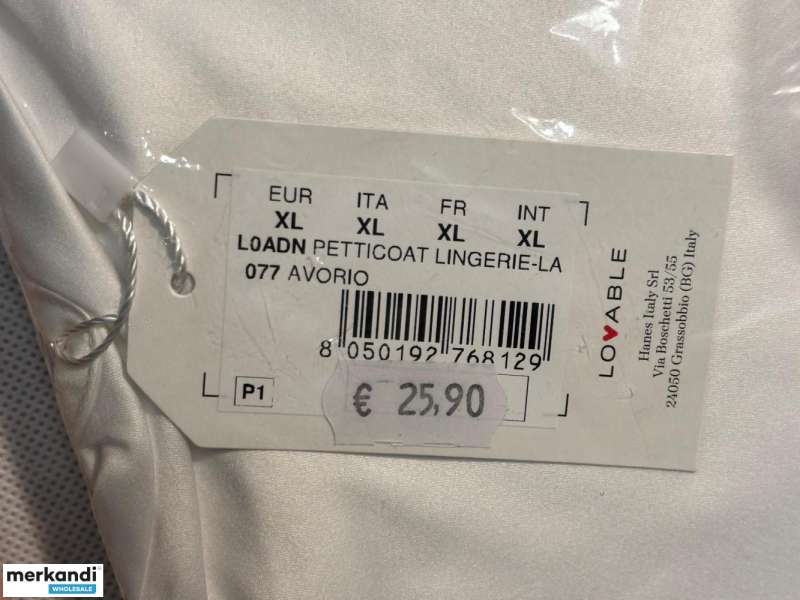 EUR ITA FR INT
XL XL XL XL
L0ADN PETTICOAT LINGERIE-LA
077 AVORIO
8 050192 768129
P1
€ 25,90
LOVABLE
Hanes Italy Srl
Via Boschetti 53/55
24050 Grassobbio (BG) Italy
merkandi
WHOLESALE